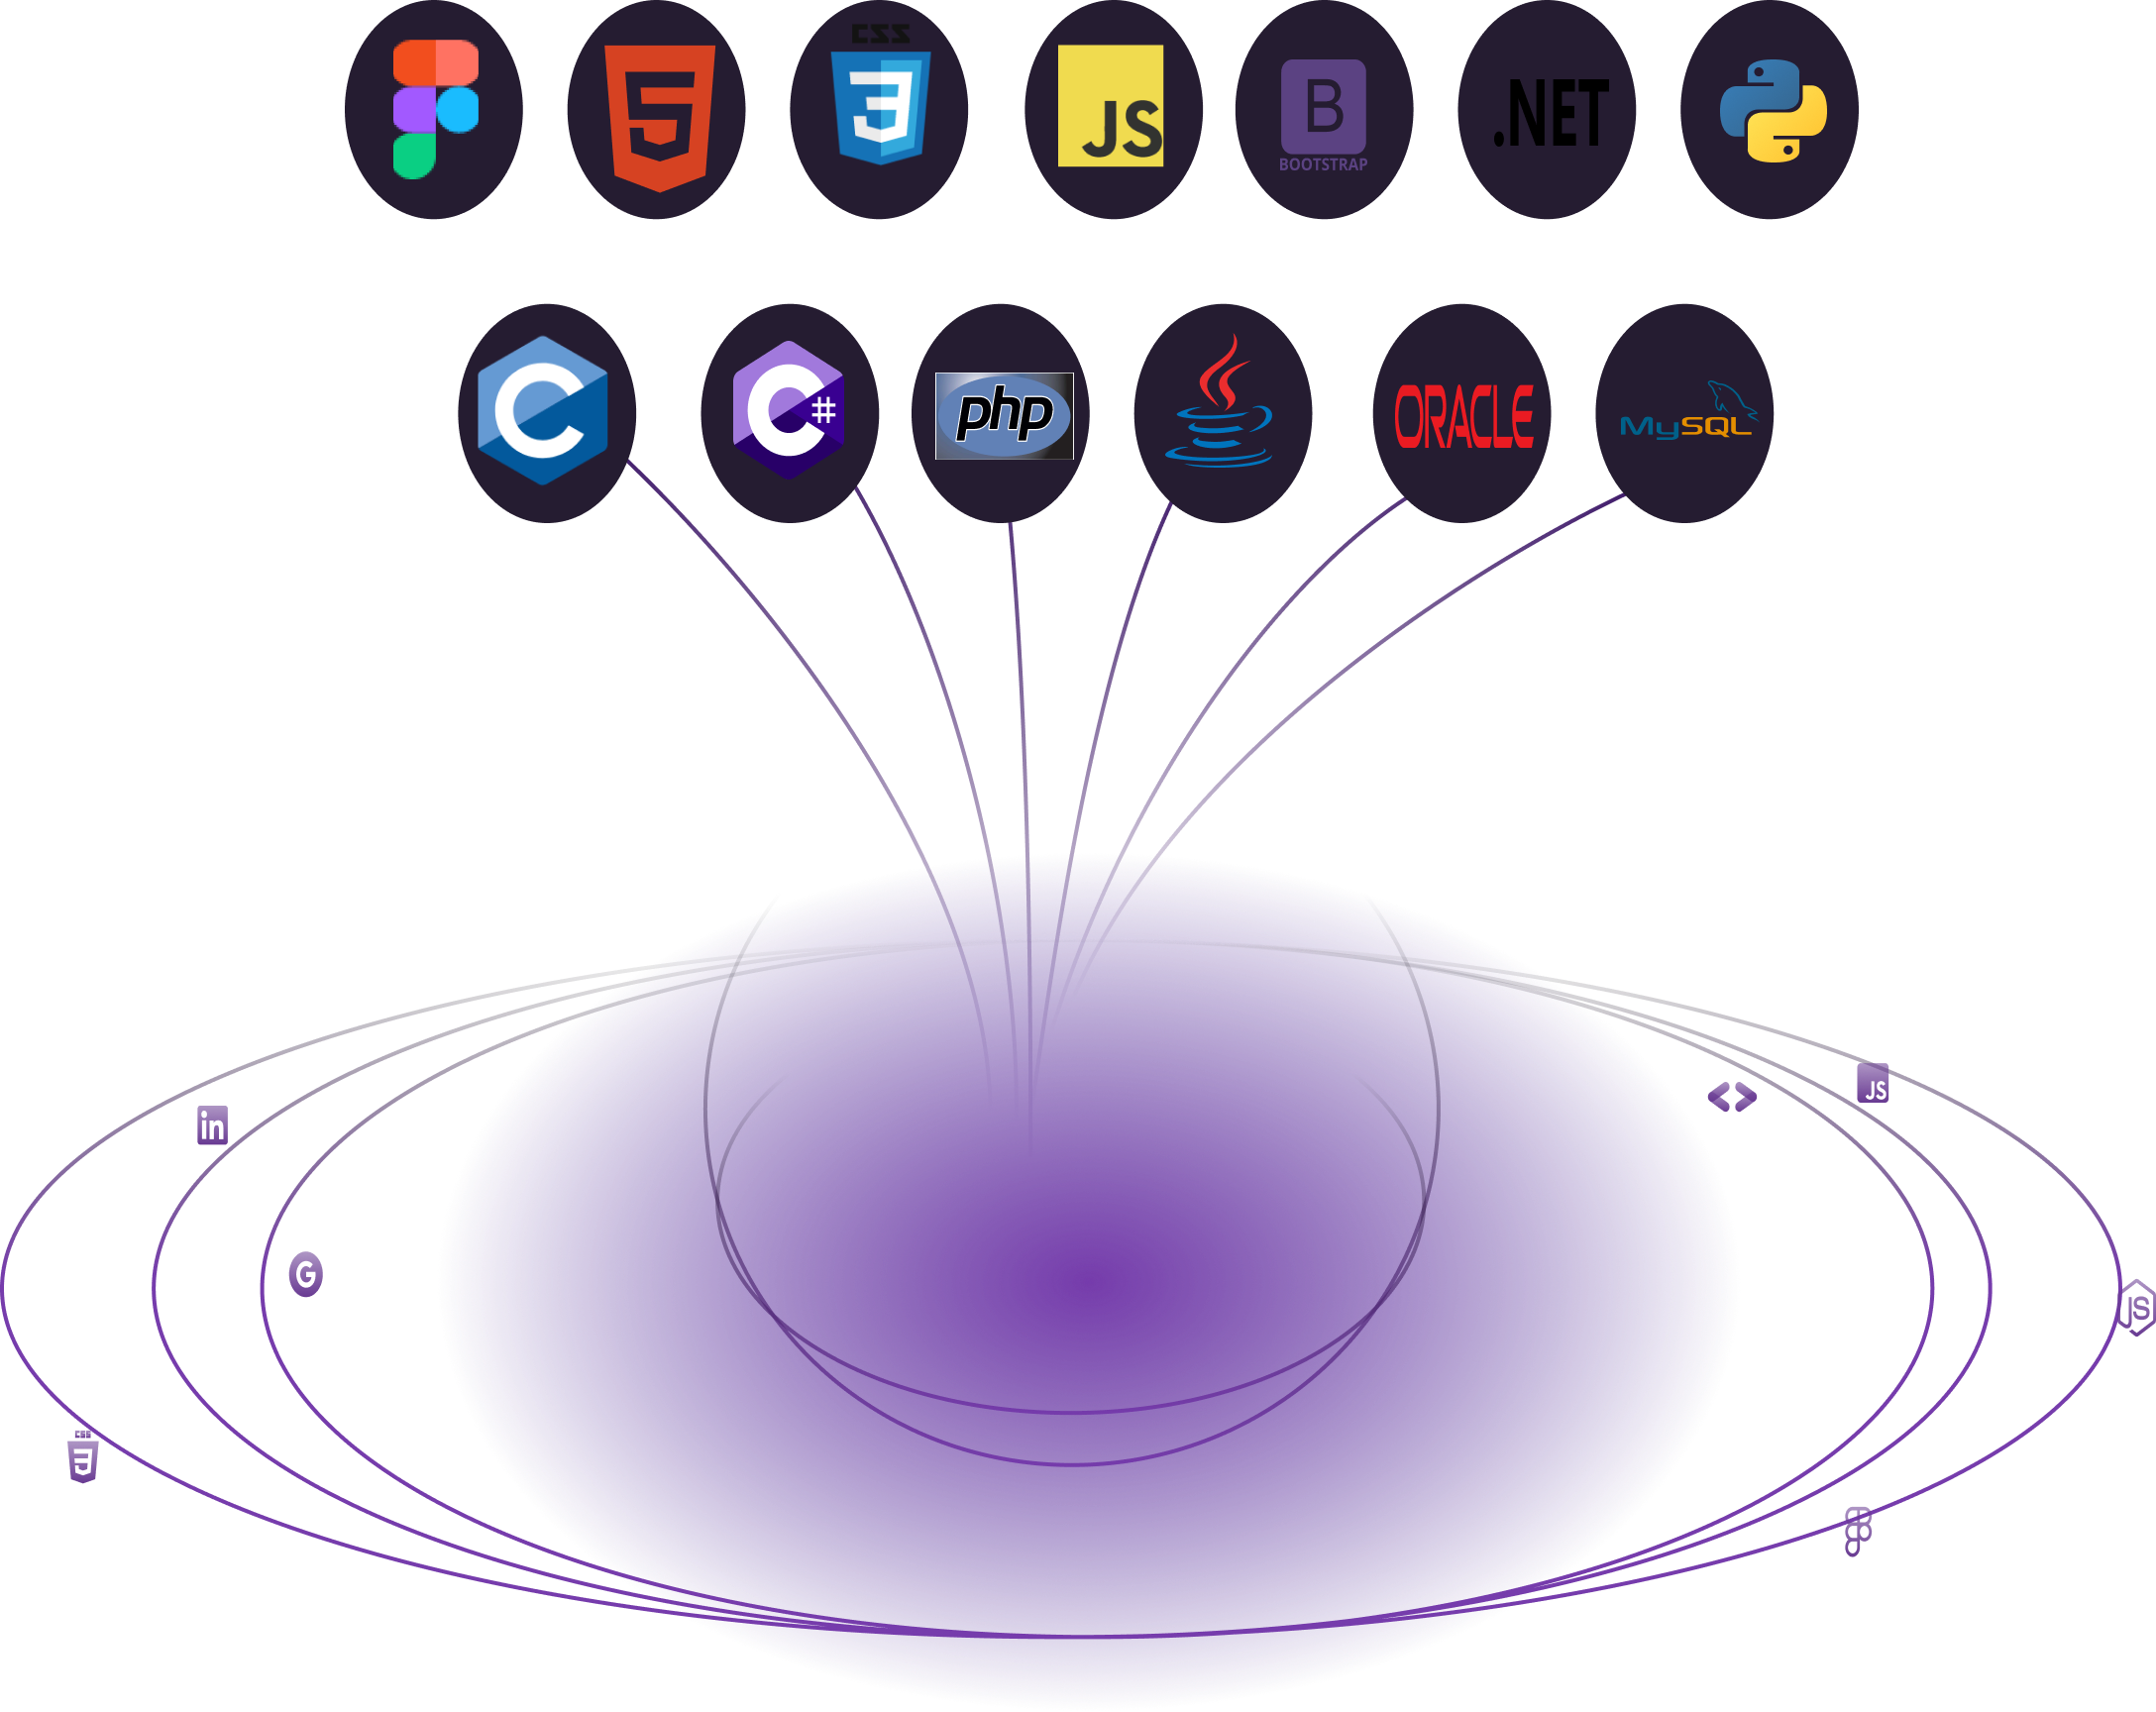 CSS
JS
B
BOOTSTRAP
.NET
C
C#
php
ORACLE
MySQL
in
JS
G
JS
CSS